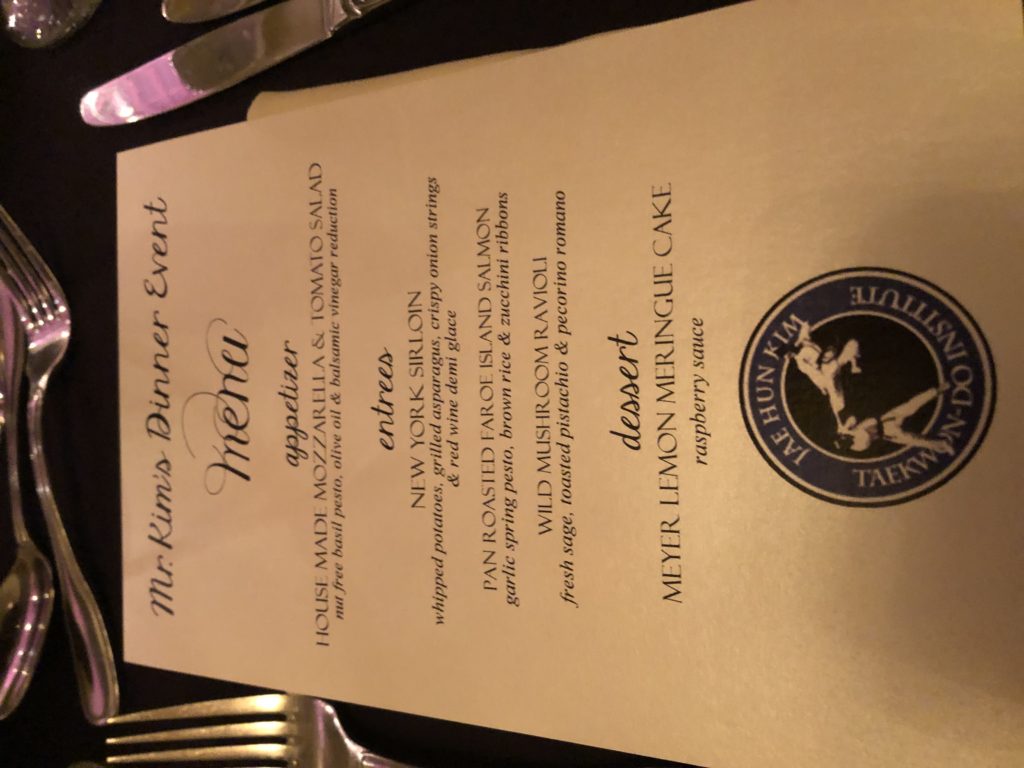 Mr. Kim's Dinner Event
menu
appetizer
HOUSE MADE MOZZARELLA & TOMATO SALAD
nut free basil pesto, olive oil & balsamic vinegar reduction
entrees
NEW YORK SIRLOIN
whipped potatoes, grilled asparagus, crispy onion strings
& red wine demi glace
PAN ROASTED FAROE ISLAND SALMON
garlic spring pesto, brown rice & zucchini ribbons
WILD MUSHROOM RAVIOLI
fresh sage, toasted pistachio & pecorino romano
dessert
MEYER LEMON MERINGUE CAKE
raspberry sauce
JAE HUN KIM
TAEKWON-DO INSTITUTE